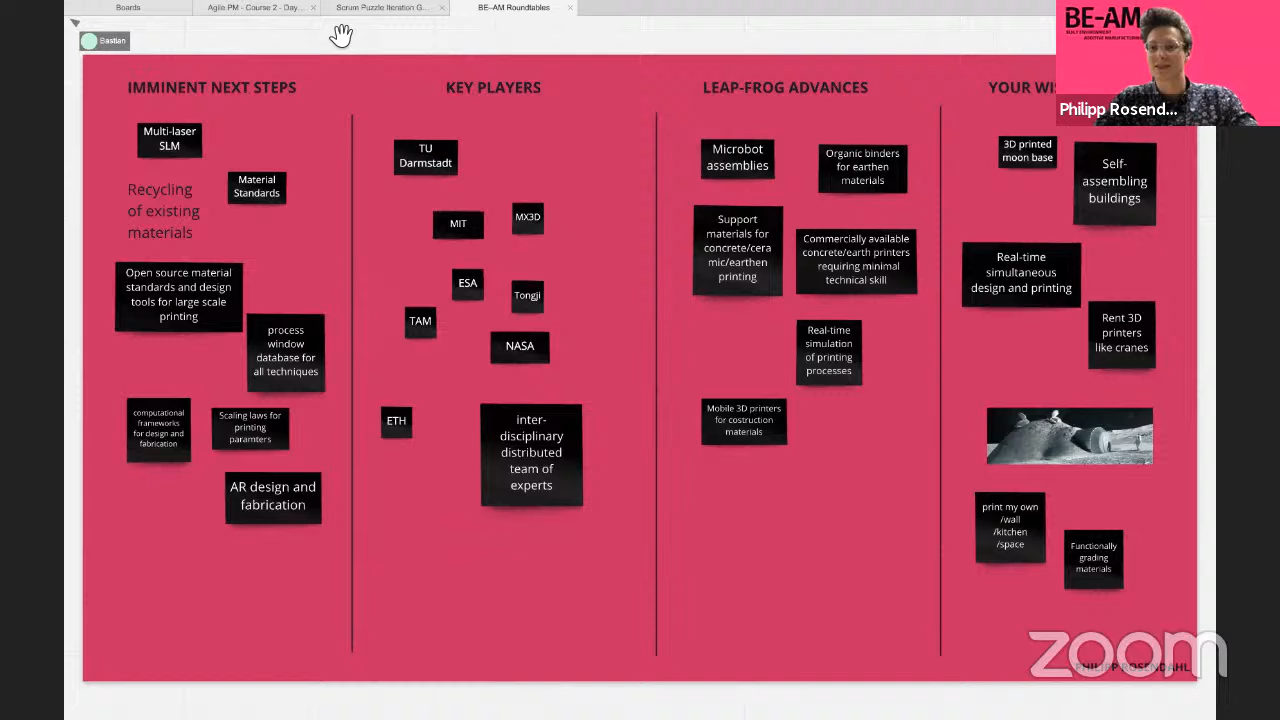 Boards
Agile PM - Course 2 - Day...
Scrum Puzzle Iteration G...
BE–AM Roundtables
Bastian
BE-AM
BUILT ENVIRONMENT
ADDITIVE MANUFACTURING
Philipp Rosend...
IMMINENT NEXT STEPS
Multi-laser
SLM
Material
Standards
Recycling
of existing
materials
Open source material
standards and design
tools for large scale
printing
process
window
database for
all techniques
computational
frameworks
for design and
fabrication
Scaling laws for
printing
paramters
AR design and
fabrication
KEY PLAYERS
TU
Darmstadt
MIT
MX3D
ESA
Tongji
TAM
NASA
ETH
inter-
disciplinary
distributed
team of
experts
LEAP-FROG ADVANCES
Microbot
assemblies
Organic binders
for earthen
materials
Support
materials for
concrete/cera
mic/earthen
printing
Commercially available
concrete/earth printers
requiring minimal
technical skill
Real-time
simulation
of printing
processes
Mobile 3D printers
for costruction
materials
YOUR WIS
3D printed
moon base
Self-
assembling
buildings
Real-time
simultaneous
design and printing
Rent 3D
printers
like cranes
print my own
/wall
/kitchen
/space
Functionally
grading
materials
zoom
PHILIPP ROSENDAHL